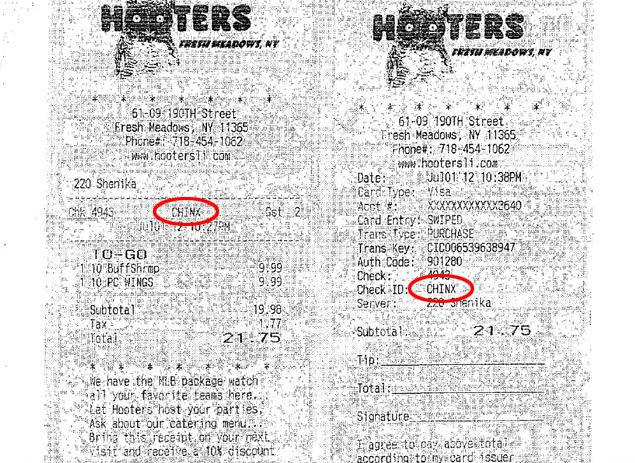 HOOTERS
FRESH MEADOWS, NY
* * * * * * *
61-09 190TH Street
Fresh Meadows, NY 11365
Phone#: 718-454-1062
www.hootersli.com
220 Shenika
Chk 4943 CHINX Gst 2
Jul01'12 10:27PM
TO-GO
1 10 BuffShrmp 9.99
1 10 PC WINGS 9.99
Subtotal 19.98
Tax 1.77
Total 21.75
* * * * * * *
We have the MLB package watch
all your favorite teams here...
Let Hooters host your parties.
Ask about our catering menu...
Bring this receipt on your next
visit and receive a 10% discount
HOOTERS
FRESH MEADOWS, NY
* * * * * * *
61-09 190TH Street
Fresh Meadows, NY 11365
Phone#: 718-454-1062
www.hootersli.com
Date: Jul01'12 10:38PM
Card Type: Visa
Acct #: XXXXXXXXXXXX3640
Card Entry: SWIPED
Trans Type: PURCHASE
Trans Key: CIC006539638947
Auth Code: 901280
Check: 4943
Check ID: CHINX
Server: 220 Shenika
Subtotal: 21.75
Tip:
Total:
Signature
I agree to pay above total
according to my card issuer